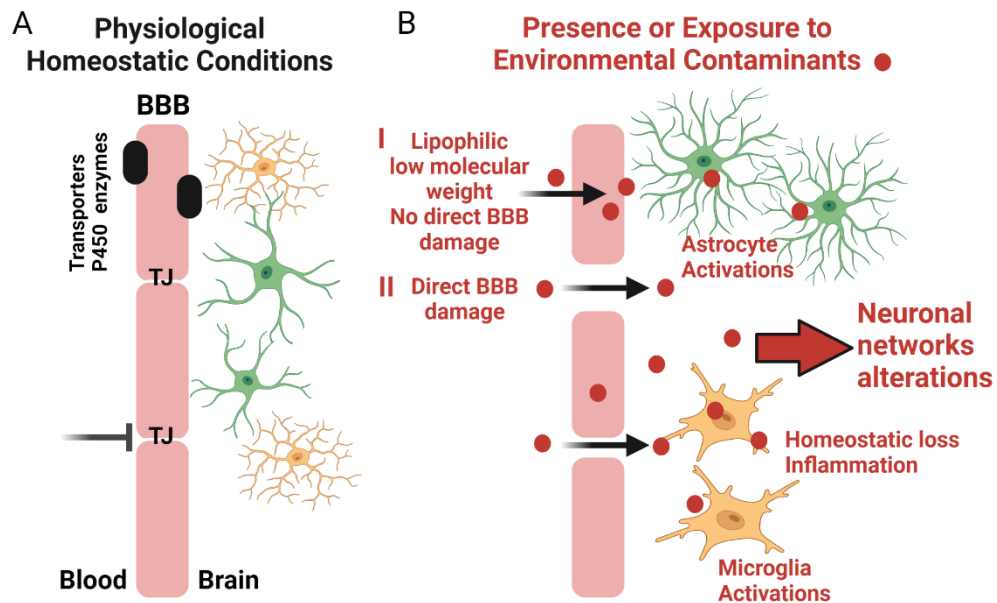 A
Physiological
Homeostatic Conditions
BBB
Transporters
P450 enzymes
TJ
TJ
Blood
Brain
B
Presence or Exposure to
Environmental Contaminants
I
Lipophilic
low molecular
weight
No direct BBB
damage
Astrocyte
Activations
II
Direct BBB
damage
Neuronal
networks
alterations
Homeostatic loss
Inflammation
Microglia
Activations